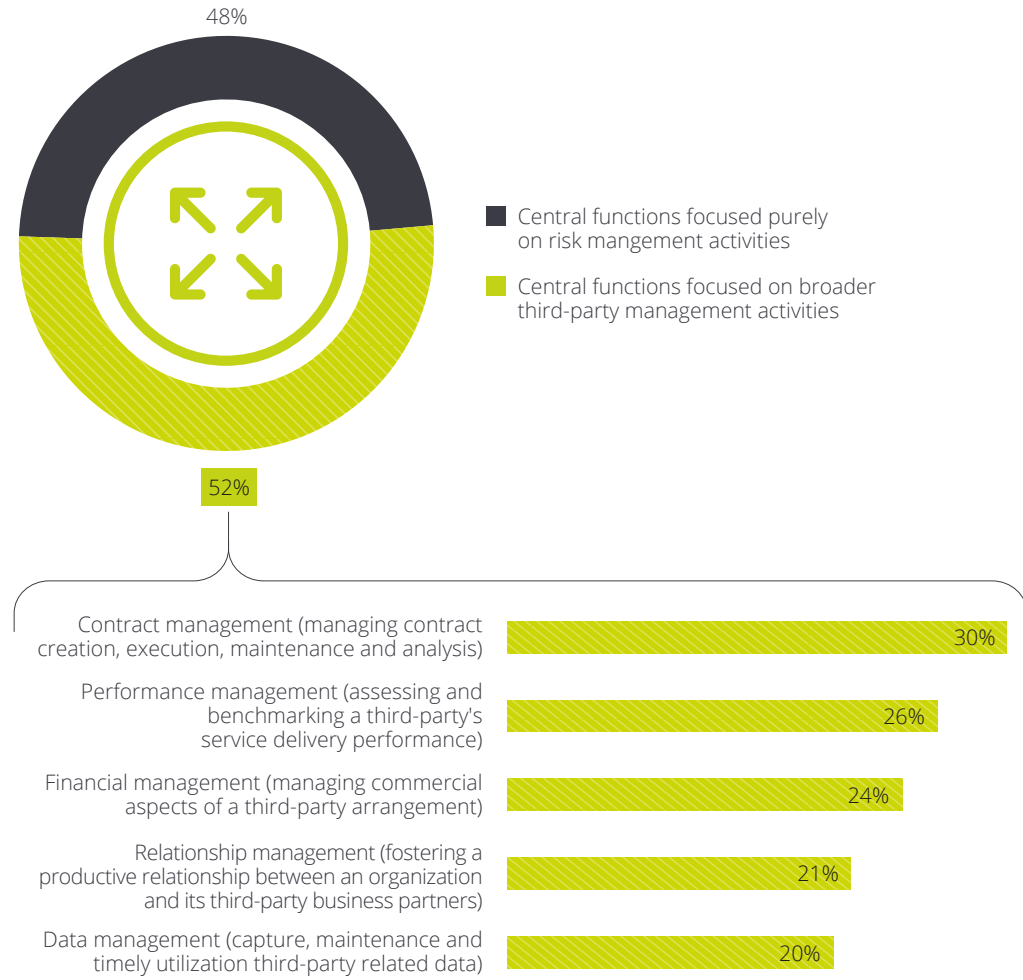 48%
Central functions focused purely
on risk mangement activities
Central functions focused on broader
third-party management activities
52%
Contract management (managing contract
creation, execution, maintenance and analysis)
30%
Performance management (assessing and
benchmarking a third-party's
service delivery performance)
26%
Financial management (managing commercial
aspects of a third-party arrangement)
24%
Relationship management (fostering a
productive relationship between an organization
and its third-party business partners)
21%
Data management (capture, maintenance and
timely utilization third-party related data)
20%